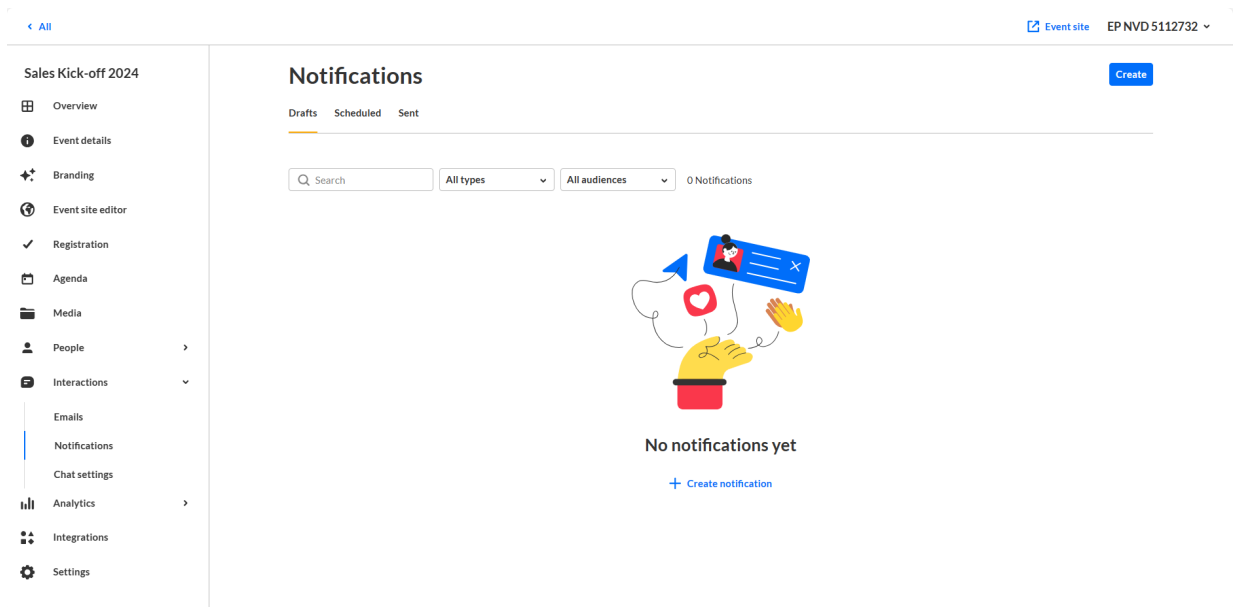 All
Event site
EP NVD 5112732
Sales Kick-off 2024
Overview
Event details
Branding
Event site editor
Registration
Agenda
Media
People
Interactions
Emails
Notifications
Chat settings
Analytics
Integrations
Settings
Notifications
Create
Drafts Scheduled Sent
Search
All types
All audiences
0 Notifications
No notifications yet
Create notification